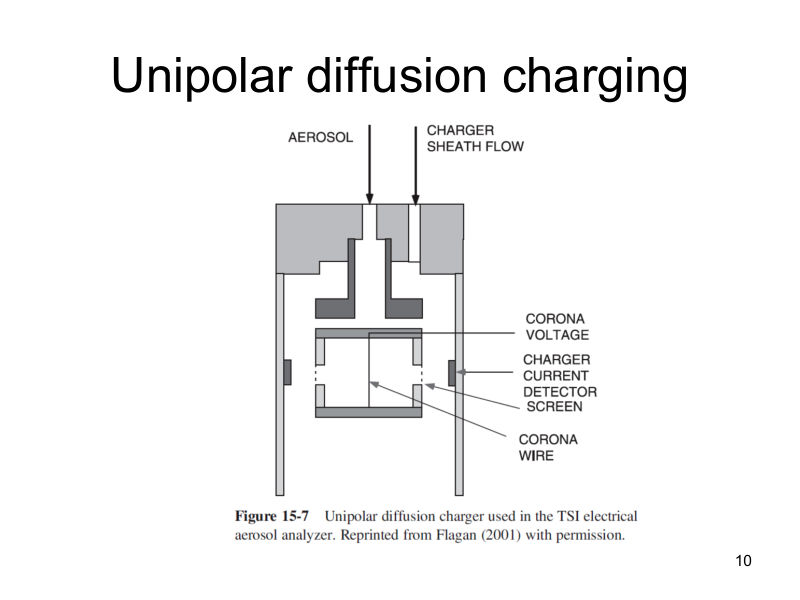 Unipolar diffusion charging
AEROSOL
CHARGER
SHEATH FLOW
CORONA
VOLTAGE
CHARGER
CURRENT
DETECTOR
SCREEN
CORONA
WIRE
Figure 15-7 Unipolar diffusion charger used in the TSI electrical
aerosol analyzer. Reprinted from Flagan (2001) with permission.
10